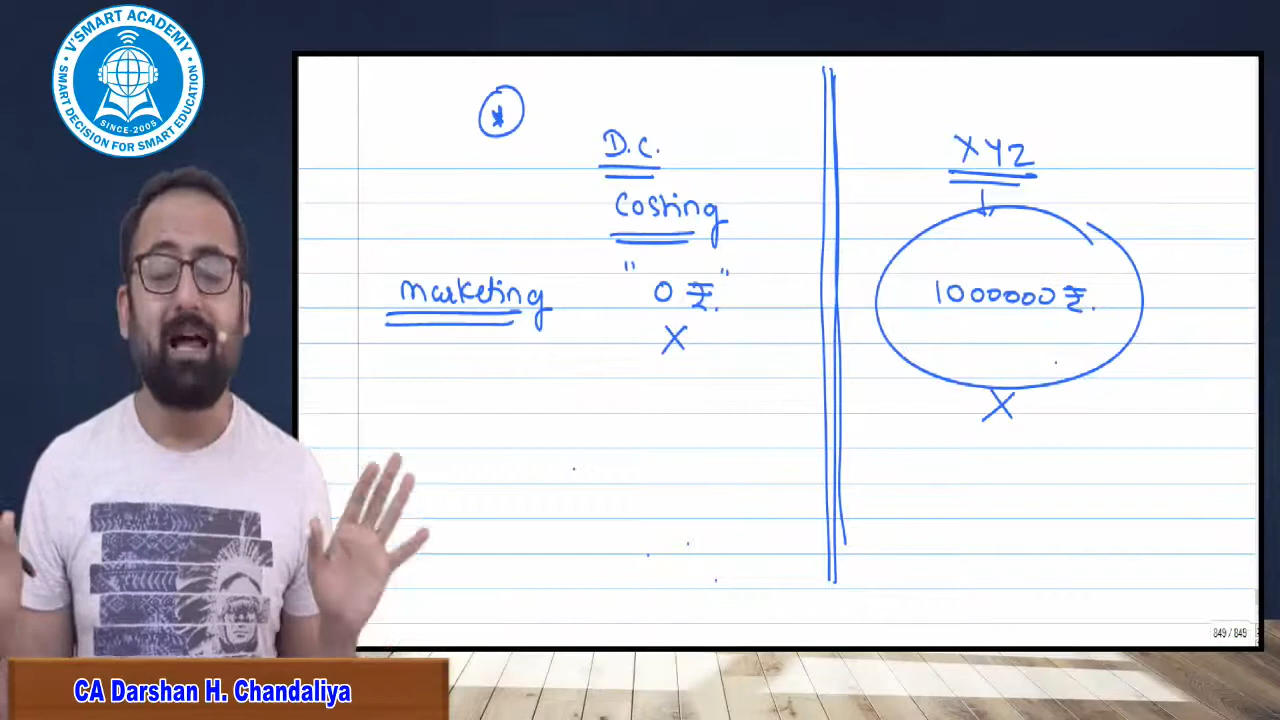 V'SMART ACADEMY
SMART DECISION FOR SMART EDUCATION
SINCE-2005
*
D.C.
Costing
marketing "0 ₹."
X
XYZ
1000000 ₹.
X
849 / 849
CA Darshan H. Chandaliya